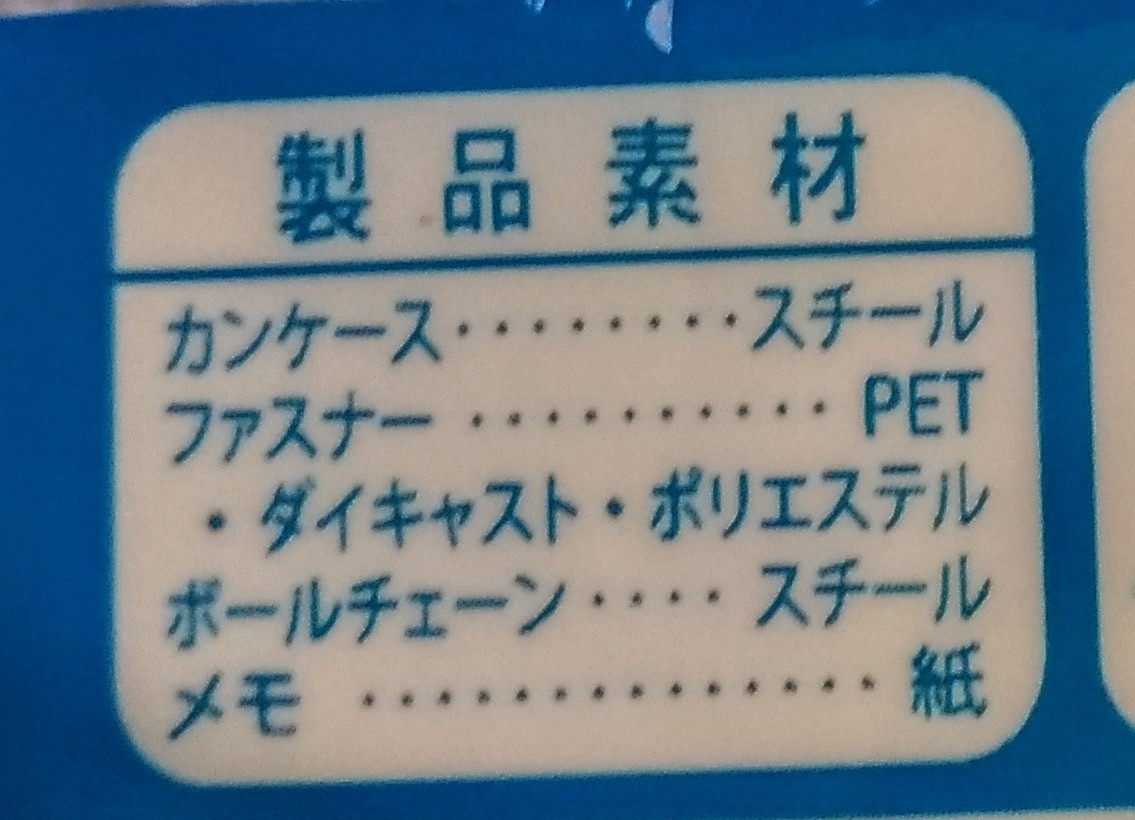 製品素材
カンケース・・・・・・・・・スチール
ファスナー・・・・・・・・・・・PET
・ダイキャスト・ポリエステル
ボールチェーン・・・・スチール
メモ・・・・・・・・・・・・・・紙